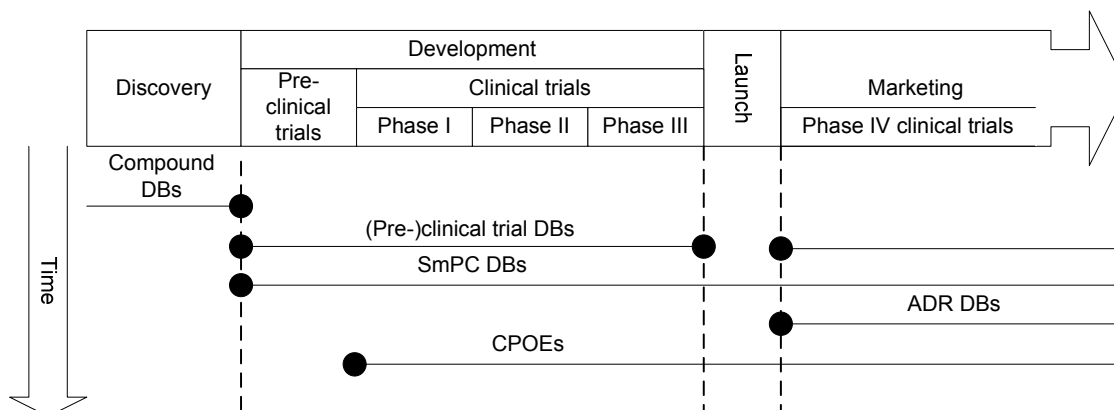 Development
Discovery
Pre-
clinical
trials
Clinical trials
Phase I
Phase II
Phase III
Launch
Marketing
Phase IV clinical trials
Time
Compound
DBs
(Pre-)clinical trial DBs
SmPC DBs
ADR DBs
CPOEs